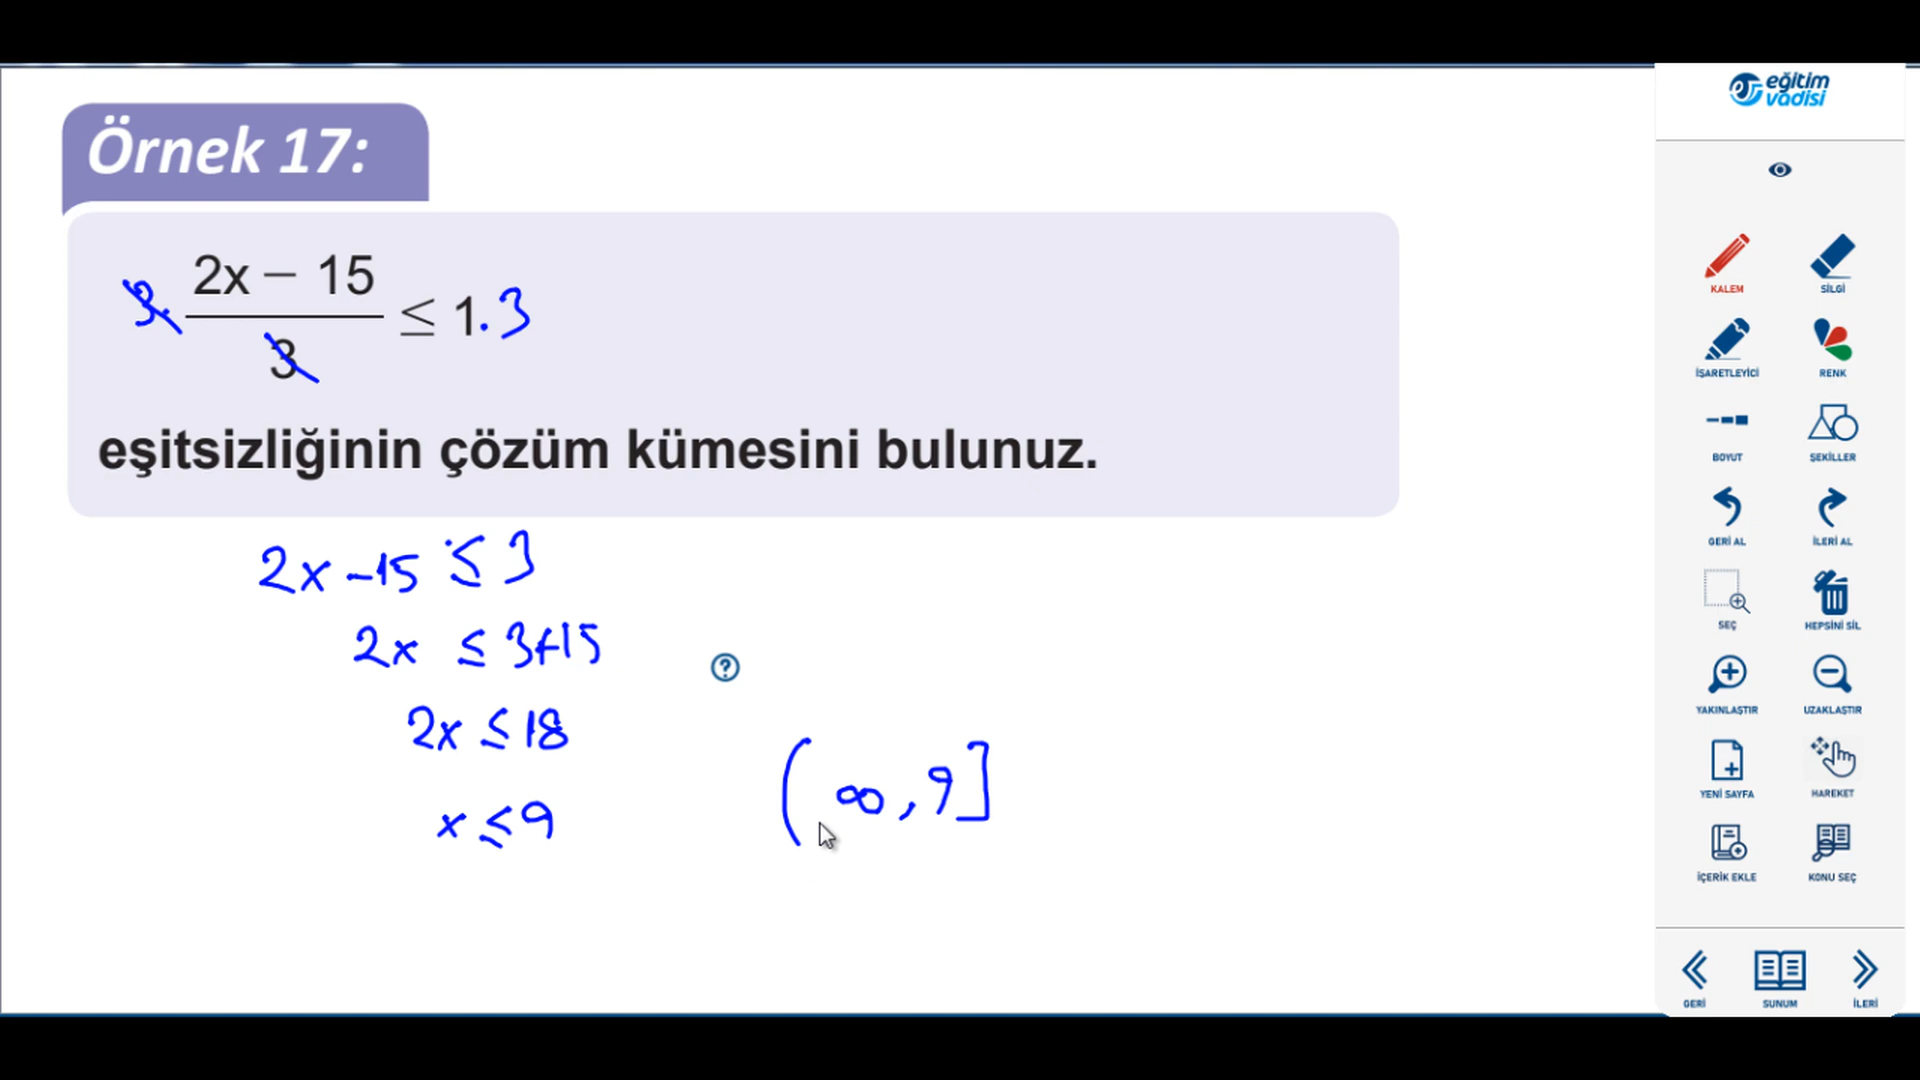 eğitim
vadisi
Örnek 17:
3. (2x − 15)/3 ≤ 1.3
eşitsizliğinin çözüm kümesini bulunuz.
2x -15 ≤ 3
2x ≤ 3+15
2x ≤ 18
x ≤ 9
(∞, 9]
KALEM
SİLGİ
İŞARETLEYİCİ
RENK
BOYUT
ŞEKİLLER
GERİ AL
İLERİ AL
SEÇ
HEPSİNİ SİL
YAKINLAŞTIR
UZAKLAŞTIR
YENİ SAYFA
HAREKET
İÇERİK EKLE
KONU SEÇ
GERİ
SUNUM
İLERİ